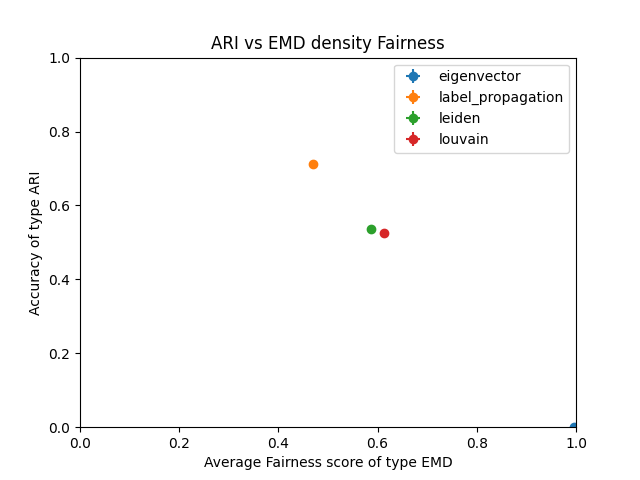 ARI vs EMD density Fairness
1.0
0.8
0.6
0.4
0.2
0.0
Accuracy of type ARI
eigenvector
label_propagation
leiden
louvain
0.0 0.2 0.4 0.6 0.8 1.0
Average Fairness score of type EMD